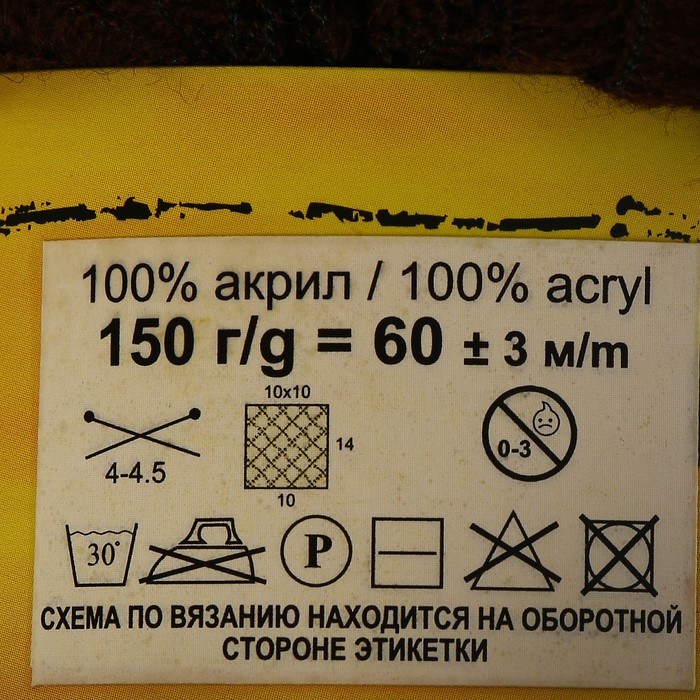 100% акрил / 100% acryl
150 г/g = 60 ± 3 м/m
10x10
14
4-4.5
10
0-3
30°
P
СХЕМА ПО ВЯЗАНИЮ НАХОДИТСЯ НА ОБОРОТНОЙ
СТОРОНЕ ЭТИКЕТКИ